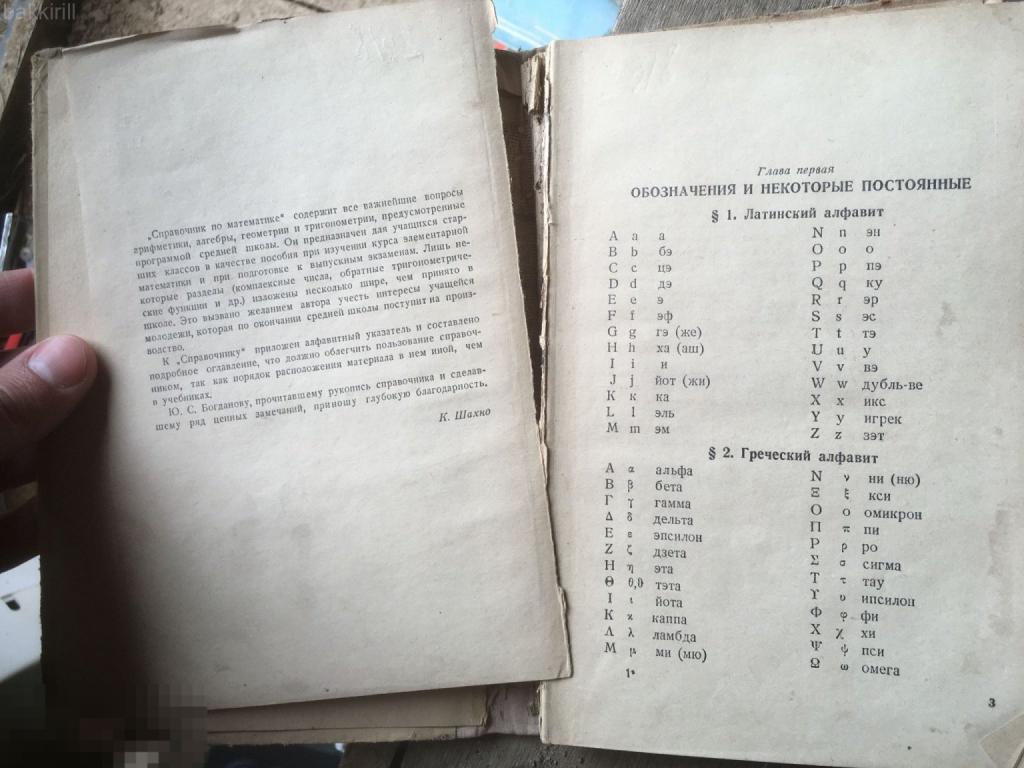 bakkirill
„Справочник по математике“ содержит все важнейшие вопросы
арифметики, алгебры, геометрии и тригонометрии, предусмотренные
программой средней школы. Он предназначен для учащихся стар-
ших классов в качестве пособия при изучении курса элементарной
математики и при подготовке к выпускным экзаменам. Лишь не-
которые разделы (комплексные числа, обратные тригонометриче-
ские функции и др.) изложены несколько шире, чем принято в
школе. Это вызвано желанием автора учесть интересы учащейся
молодежи, которая по окончании средней школы поступит на произ-
водство.
К „Справочнику“ приложен алфавитный указатель и составлено
подробное оглавление, что должно облегчить пользование справоч-
ником, так как порядок расположения материала в нем иной, чем
в учебниках.
Ю. С. Богданову, прочитавшему рукопись справочника и сделав-
шему ряд ценных замечаний, приношу глубокую благодарность.
К. Шахно
Глава первая
ОБОЗНАЧЕНИЯ И НЕКОТОРЫЕ ПОСТОЯННЫЕ
§ 1. Латинский алфавит
A a а
B b бэ
C c цэ
D d дэ
E e э
F f эф
G g гэ (же)
H h ха (аш)
I i и
J j йот (жи)
K к ка
L l эль
M m эм
N n эн
O o о
P p пэ
Q q ку
R r эр
S s эс
T t тэ
U u у
V v вэ
W w дубль-ве
X x икс
Y y игрек
Z z зэт
§ 2. Греческий алфавит
Α α альфа
Β β бета
Γ γ гамма
Δ δ дельта
Ε ε эпсилон
Ζ ζ дзета
Η η эта
Θ θ,ϑ тэта
Ι ι йота
Κ ϰ каппа
Λ λ ламбда
Μ μ ми (мю)
Ν ν ни (ню)
Ξ ξ кси
Ο ο омикрон
Π π пи
Ρ ρ ро
Σ σ сигма
Τ τ тау
ϒ υ ипсилон
Φ φ фи
Χ χ хи
Ψ ψ пси
Ω ω омега
1*
3